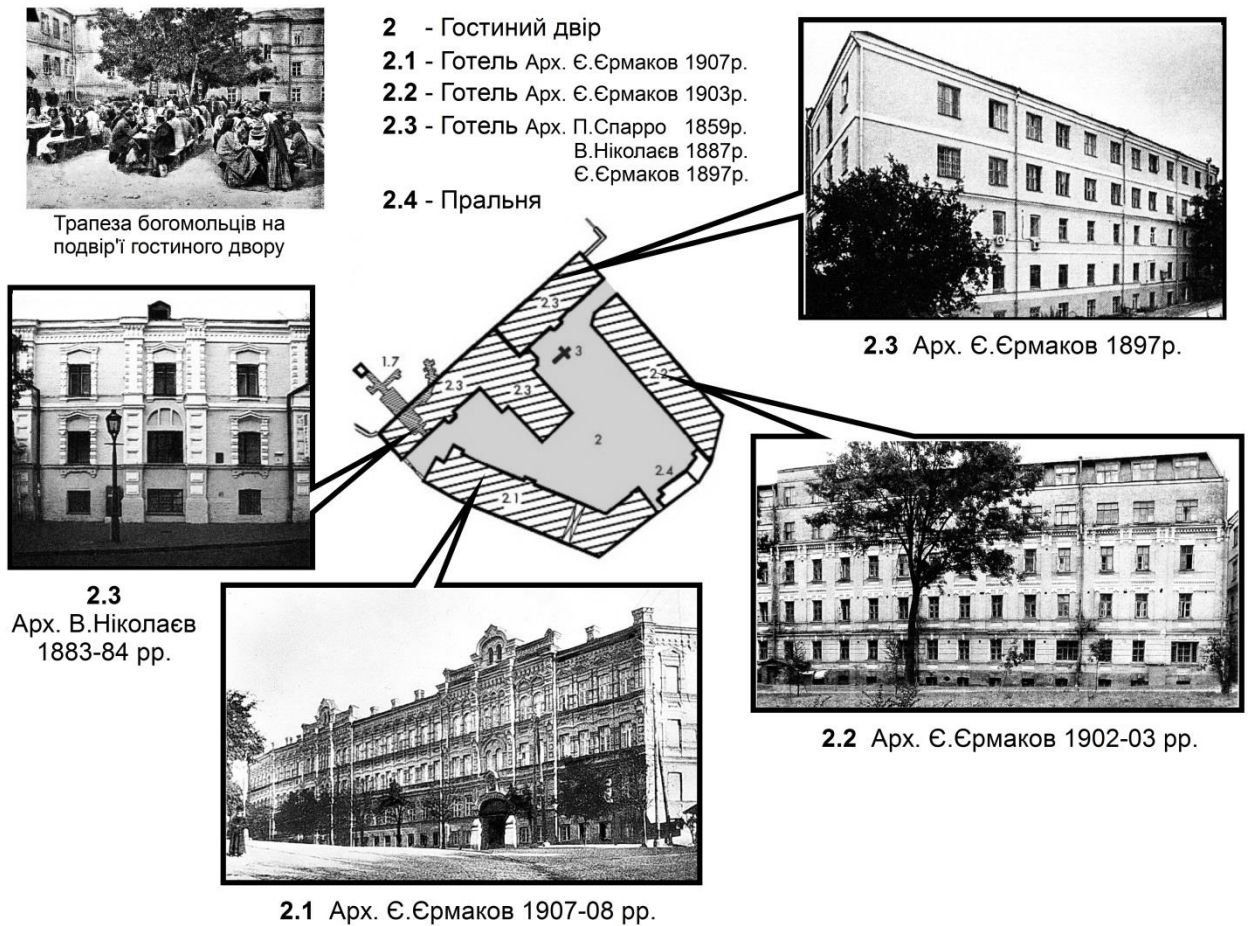 2 - Гостиний двір
2.1 - Готель Арх. Є.Єрмаков 1907р.
2.2 - Готель Арх. Є.Єрмаков 1903р.
2.3 - Готель Арх. П.Спарро 1859р.
В.Ніколаєв 1887р.
Є.Єрмаков 1897р.
2.4 - Пральня
Трапеза богомольців на
подвір'ї гостиного двору
2.3 Арх. Є.Єрмаков 1897р.
2.3
3
1.7
2.3
2.3
2.2
2
2.4
2.1
2.3
Арх. В.Ніколаєв
1883-84 рр.
2.2 Арх. Є.Єрмаков 1902-03 рр.
2.1 Арх. Є.Єрмаков 1907-08 рр.